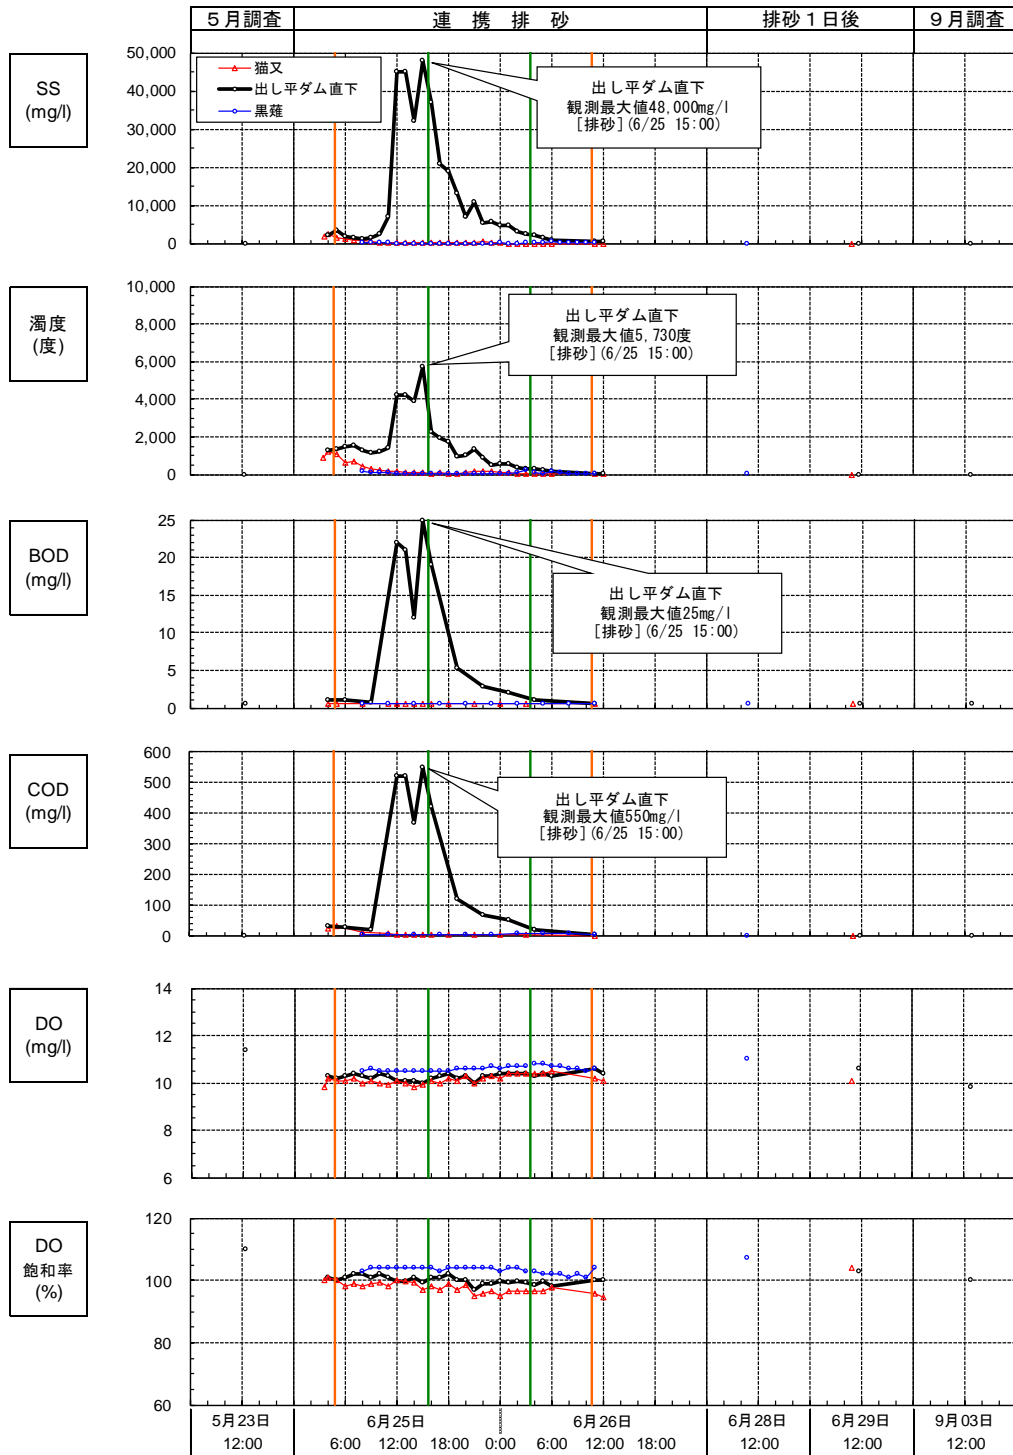 ５月調査
連携排砂
排砂１日後
９月調査
SS
(mg/l)
50,000
40,000
30,000
20,000
10,000
0
猫又
出し平ダム直下
黒薙
出し平ダム直下
観測最大値48,000mg/l
[排砂](6/25 15:00)
濁度
(度)
10,000
8,000
6,000
4,000
2,000
0
出し平ダム直下
観測最大値5,730度
[排砂](6/25 15:00)
BOD
(mg/l)
25
20
15
10
5
0
出し平ダム直下
観測最大値25mg/l
[排砂](6/25 15:00)
COD
(mg/l)
600
500
400
300
200
100
0
出し平ダム直下
観測最大値550mg/l
[排砂](6/25 15:00)
DO
(mg/l)
14
12
10
8
6
DO
飽和率
(%)
120
100
80
60
5月23日 6月25日 6月26日 6月28日 6月29日 9月03日
12:00 6:00 12:00 18:00 0:00 6:00 12:00 18:00 12:00 12:00 12:00